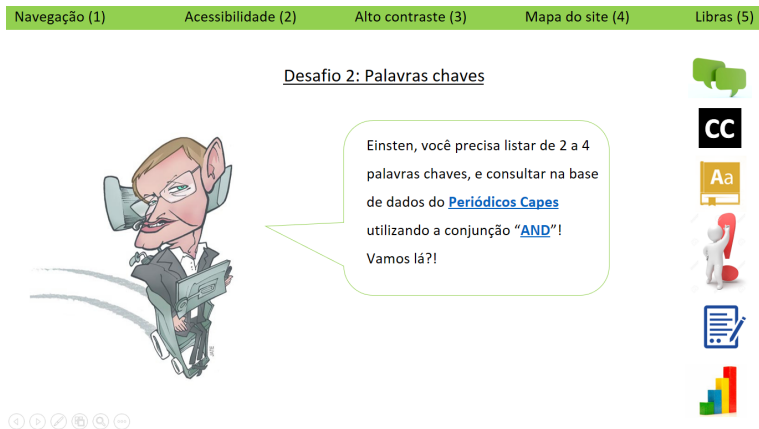 Navegação (1) Acessibilidade (2) Alto contraste (3) Mapa do site (4) Libras (5)
Desafio 2: Palavras chaves
Einsten, você precisa listar de 2 a 4
palavras chaves, e consultar na base
de dados do Periódicos Capes
utilizando a conjunção “AND”!
Vamos lá?!
CC
Aa